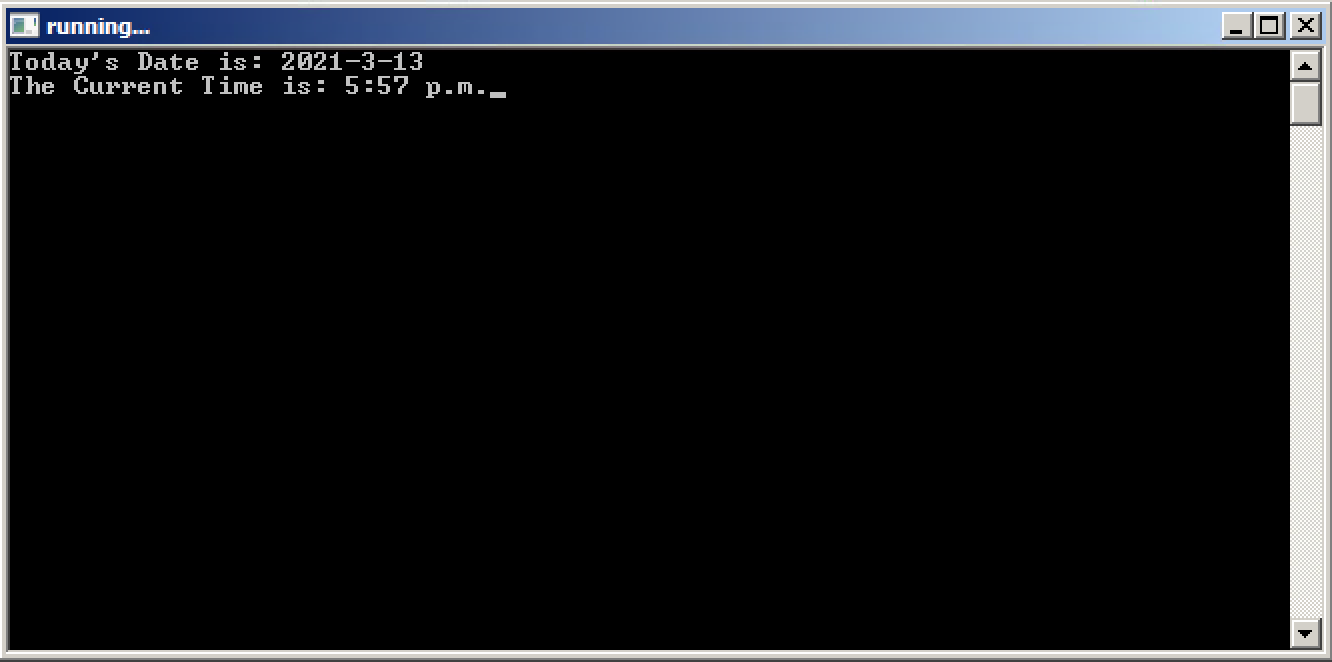 running...
Today's Date is: 2021-3-13
The Current Time is: 5:57 p.m.